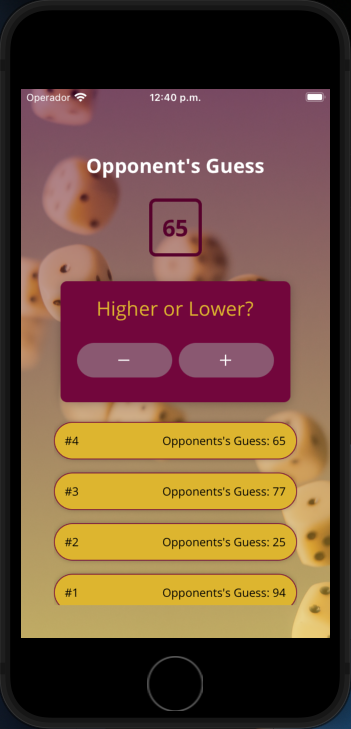 Operador 12:40 p.m.
Opponent's Guess
65
Higher or Lower?
− +
#4 Opponents's Guess: 65
#3 Opponents's Guess: 77
#2 Opponents's Guess: 25
#1 Opponents's Guess: 94